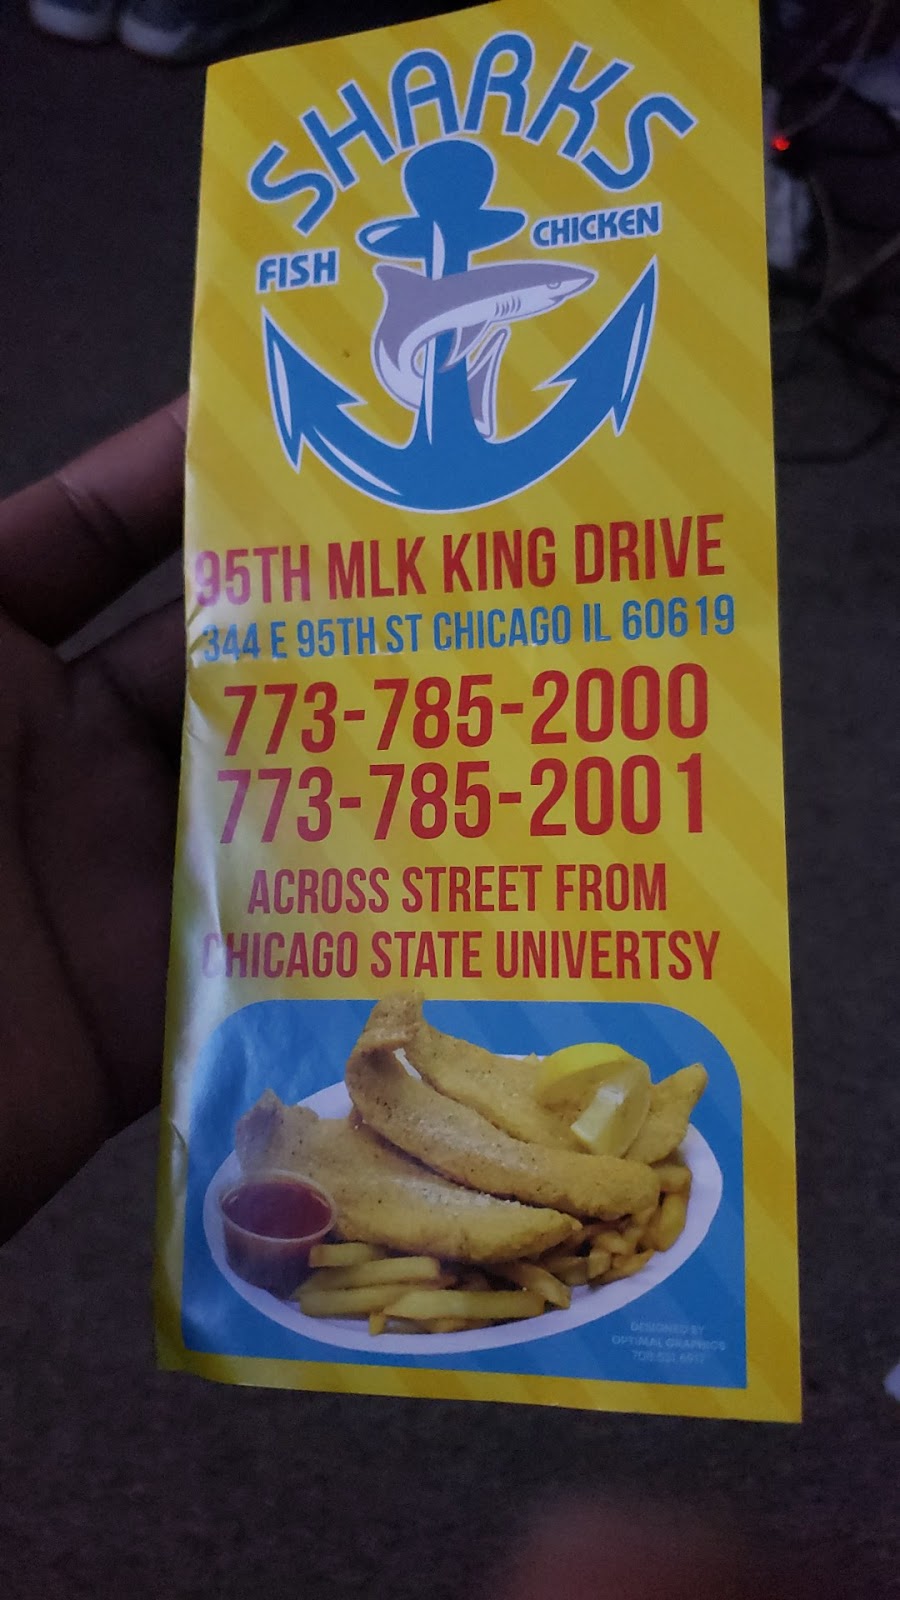 SHARKS
FISH CHICKEN
95TH MLK KING DRIVE
344 E 95TH ST CHICAGO IL 60619
773-785-2000
773-785-2001
ACROSS STREET FROM
CHICAGO STATE UNIVERTSY
DESIGNED BY
OPTIMAL GRAPHICS